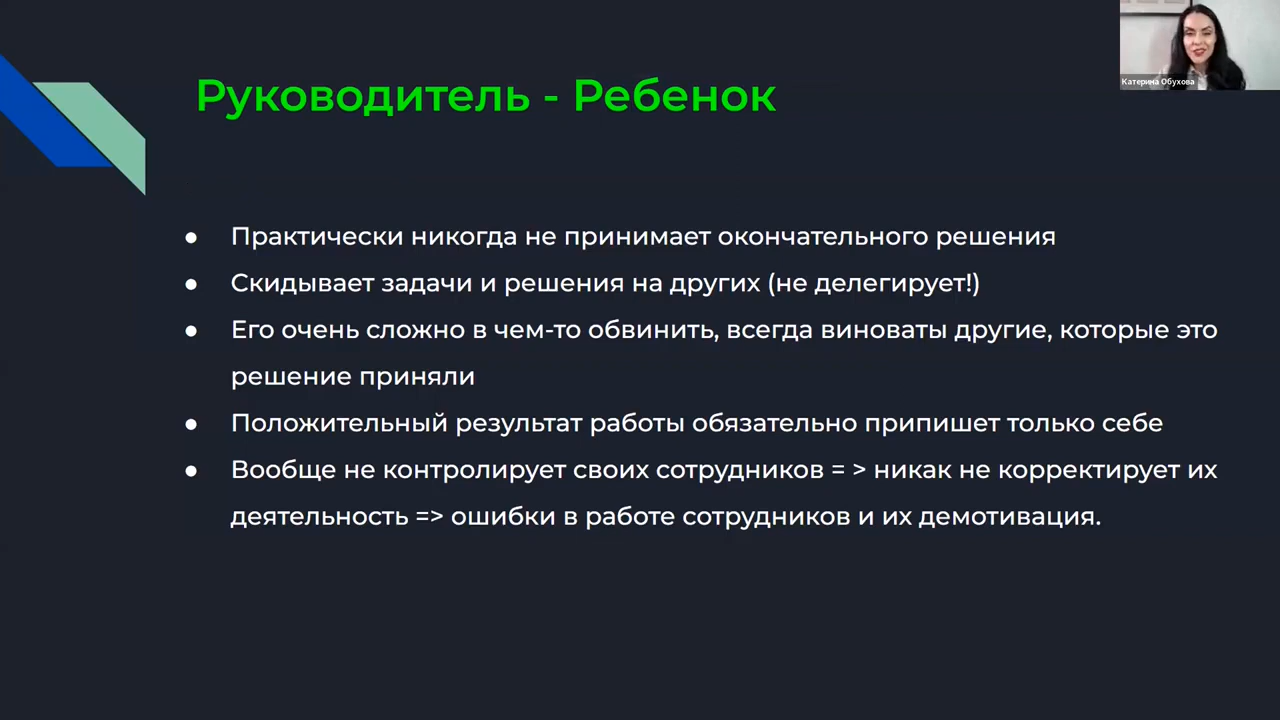 Катерина Обухова
Руководитель - Ребенок
● Практически никогда не принимает окончательного решения
● Скидывает задачи и решения на других (не делегирует!)
● Его очень сложно в чем-то обвинить, всегда виноваты другие, которые это
решение приняли
● Положительный результат работы обязательно припишет только себе
● Вообще не контролирует своих сотрудников = > никак не корректирует их
деятельность => ошибки в работе сотрудников и их демотивация.